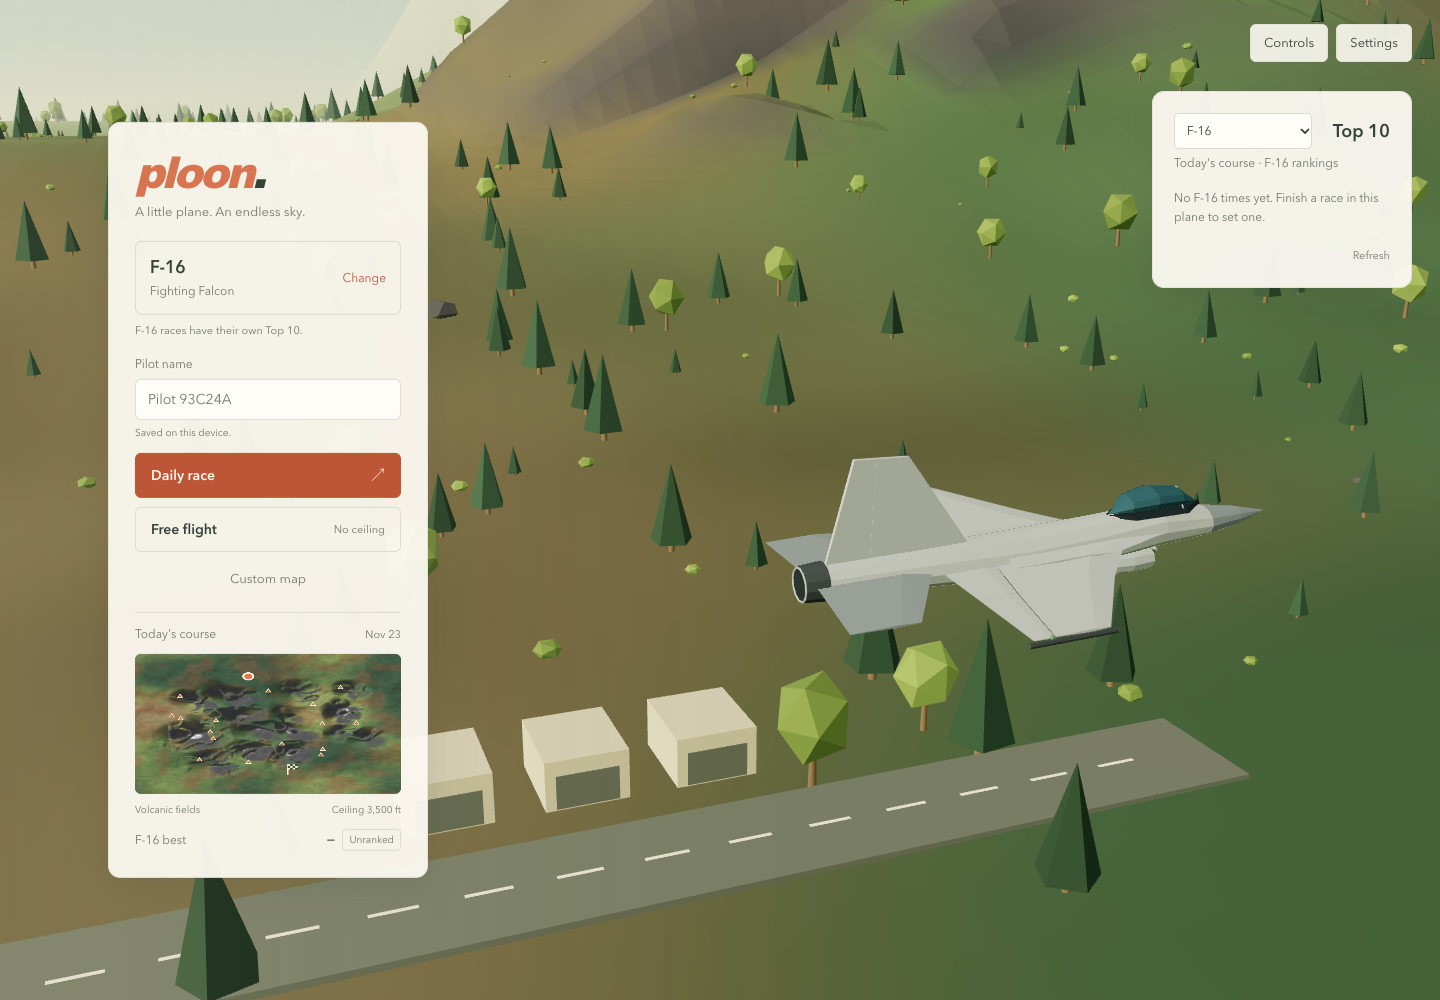 ploon.
A little plane. An endless sky.
F-16
Fighting Falcon
Change
F-16 races have their own Top 10.
Pilot name
Pilot 93C24A
Saved on this device.
Daily race
Free flight
No ceiling
Custom map
Today's course
Nov 23
Volcanic fields
Ceiling 3,500 ft
F-16 best
–
Unranked
Controls
Settings
F-16
Top 10
Today's course · F-16 rankings
No F-16 times yet. Finish a race in this
plane to set one.
Refresh